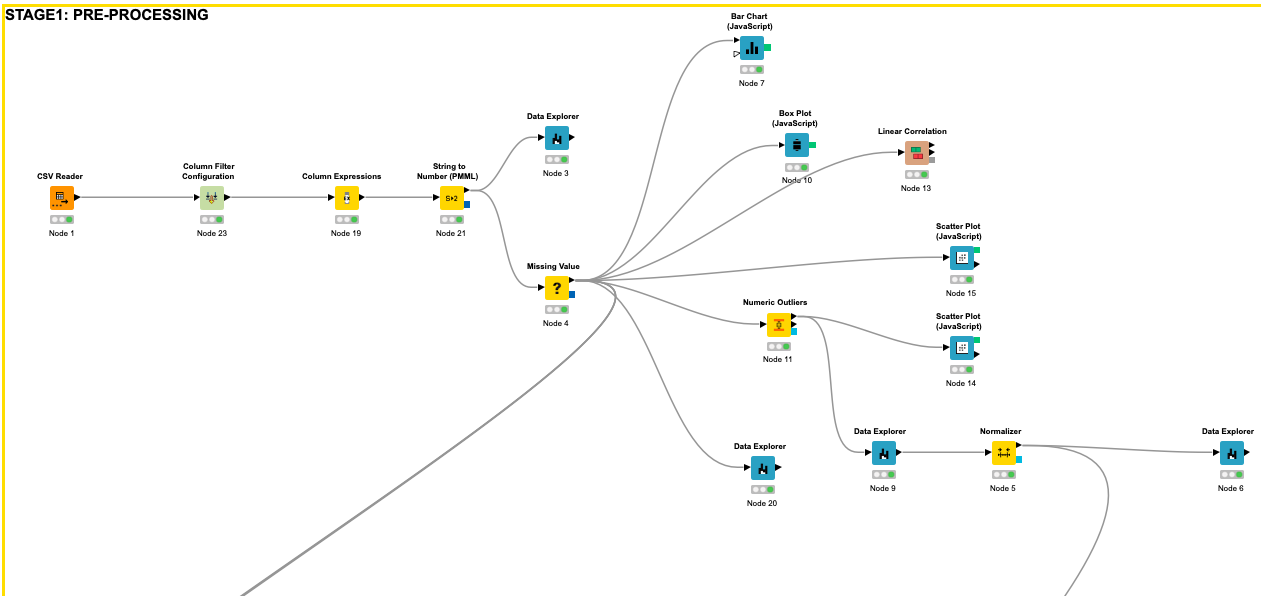 STAGE1: PRE-PROCESSING
Bar Chart
(JavaScript)
Node 7
Data Explorer
Node 3
Box Plot
(JavaScript)
Node 10
Linear Correlation
Node 13
CSV Reader
Node 1
Column Filter
Configuration
Node 23
Column Expressions
Node 19
String to
Number (PMML)
S›2
Node 21
Scatter Plot
(JavaScript)
Node 15
Missing Value
?
Node 4
Numeric Outliers
Node 11
Scatter Plot
(JavaScript)
Node 14
Data Explorer
Node 20
Data Explorer
Node 9
Normalizer
Node 5
Data Explorer
Node 6